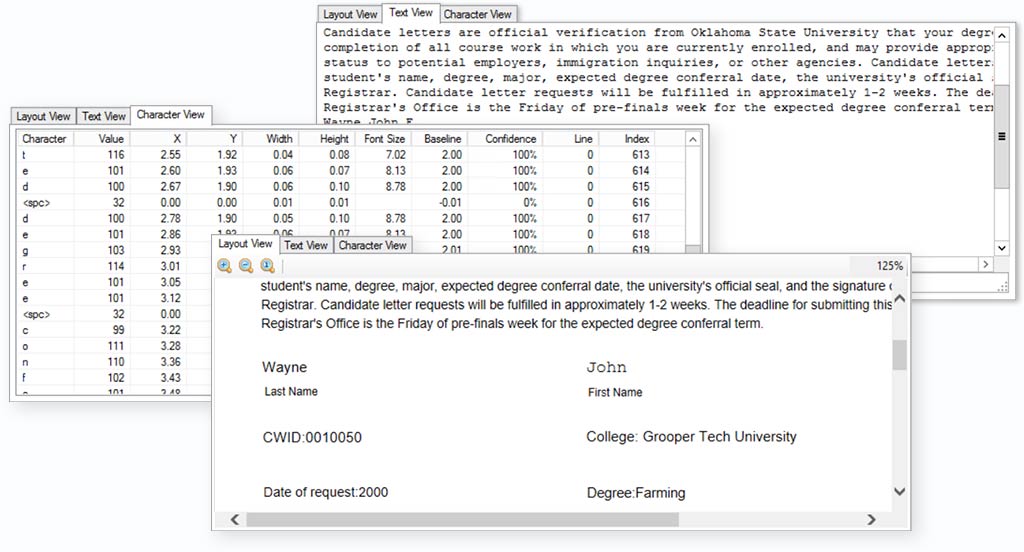 Layout View Text View Character View
Candidate letters are official verification from Oklahoma State University that your degr
completion of all course work in which you are currently enrolled, and may provide approp
status to potential employers, immigration inquiries, or other agencies. Candidate letter
student's name, degree, major, expected degree conferral date, the university's official
Registrar. Candidate letter requests will be fulfilled in approximately 1-2 weeks. The de
Registrar's Office is the Friday of pre-finals week for the expected degree conferral ter
Wayne John F
Layout View Text View Character View
Character Value X Y Width Height Font Size Baseline Confidence Line Index
t 116 2.55 1.92 0.04 0.08 7.02 2.00 100% 0 613
e 101 2.60 1.93 0.06 0.07 8.13 2.00 100% 0 614
d 100 2.67 1.90 0.06 0.10 8.78 2.00 100% 0 615
<spc> 32 0.00 0.00 0.01 0.01 -0.01 0% 0 616
d 100 2.78 1.90 0.05 0.10 8.78 2.00 100% 0 617
e 101 2.86 1.93 0.06 0.07 8.13 2.00 100% 0 618
g 103 2.93 2.01 100% 0 619
r 114 3.01
e 101 3.05
e 101 3.12
<spc> 32 0.00
c 99 3.22
o 111 3.28
n 110 3.36
f 102 3.43
e 101 3.48
Layout View Text View Character View
125%
student's name, degree, major, expected degree conferral date, the university's official seal, and the signature o
Registrar. Candidate letter requests will be fulfilled in approximately 1-2 weeks. The deadline for submitting this
Registrar's Office is the Friday of pre-finals week for the expected degree conferral term.
Wayne John
Last Name First Name
CWID:0010050 College: Grooper Tech University
Date of request:2000 Degree:Farming